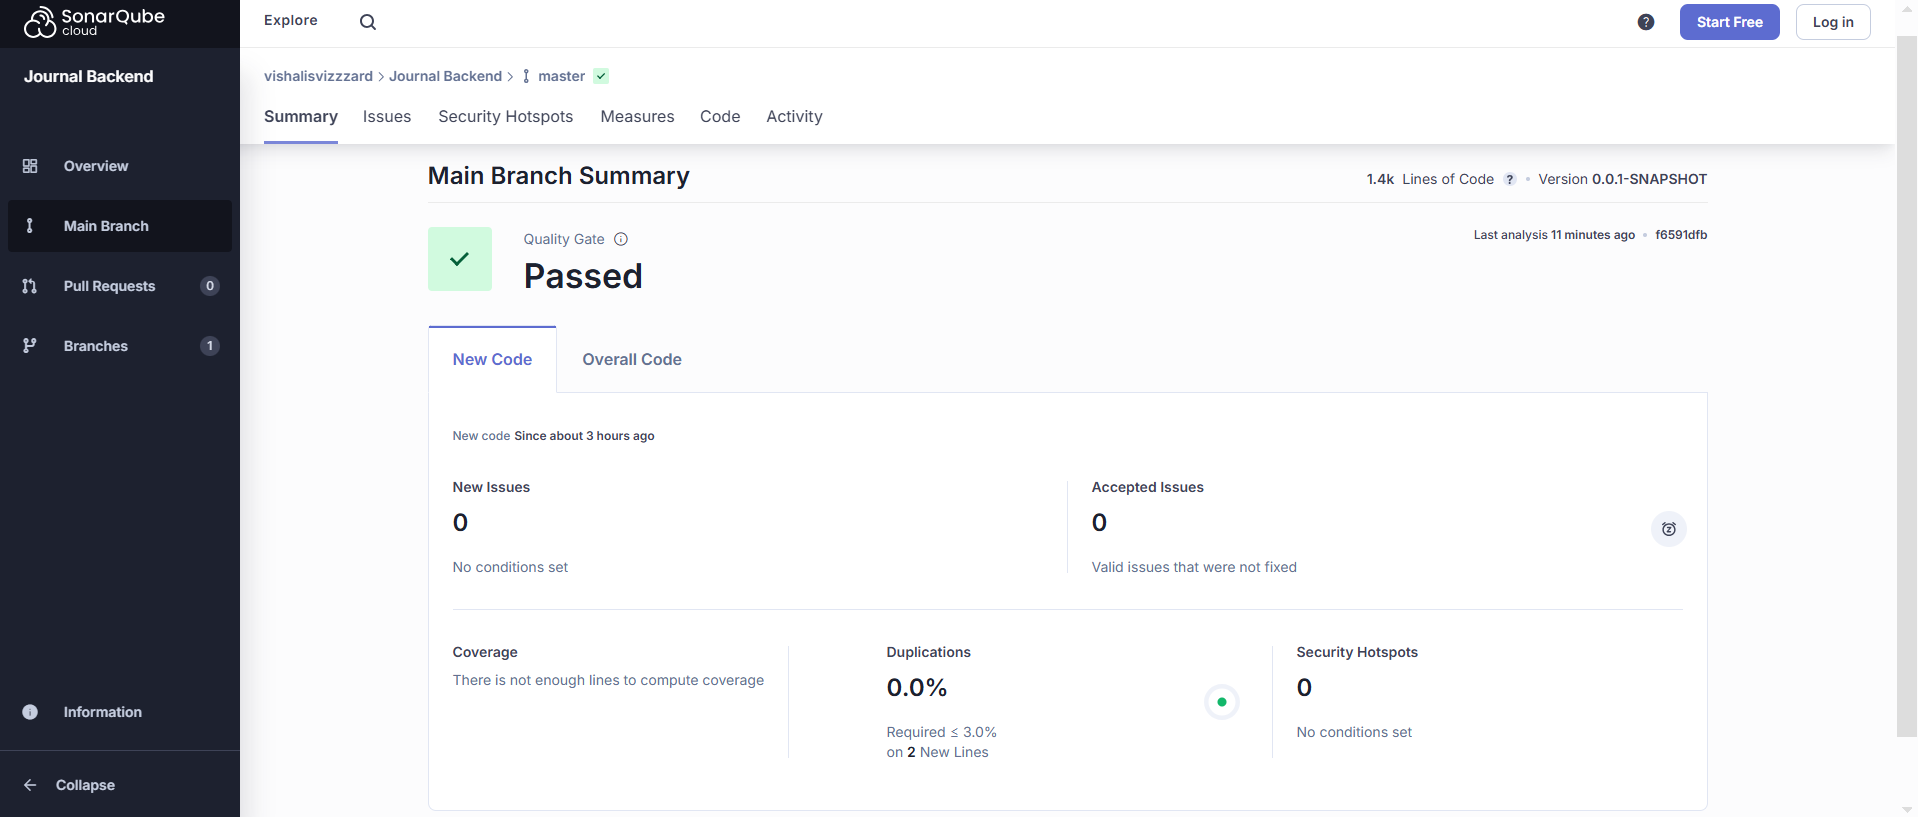 SonarQube
cloud
Explore
?
Start Free
Log in
Journal Backend
vishalisvizzzard > Journal Backend > master
Summary
Issues
Security Hotspots
Measures
Code
Activity
Overview
Main Branch
Pull Requests 0
Branches 1
Information
Collapse
Main Branch Summary
1.4k Lines of Code ? • Version 0.0.1-SNAPSHOT
Quality Gate
Passed
Last analysis 11 minutes ago • f6591dfb
New Code
Overall Code
New code Since about 3 hours ago
New Issues
0
No conditions set
Accepted Issues
0
Valid issues that were not fixed
Coverage
There is not enough lines to compute coverage
Duplications
0.0%
Required ≤ 3.0%
on 2 New Lines
Security Hotspots
0
No conditions set